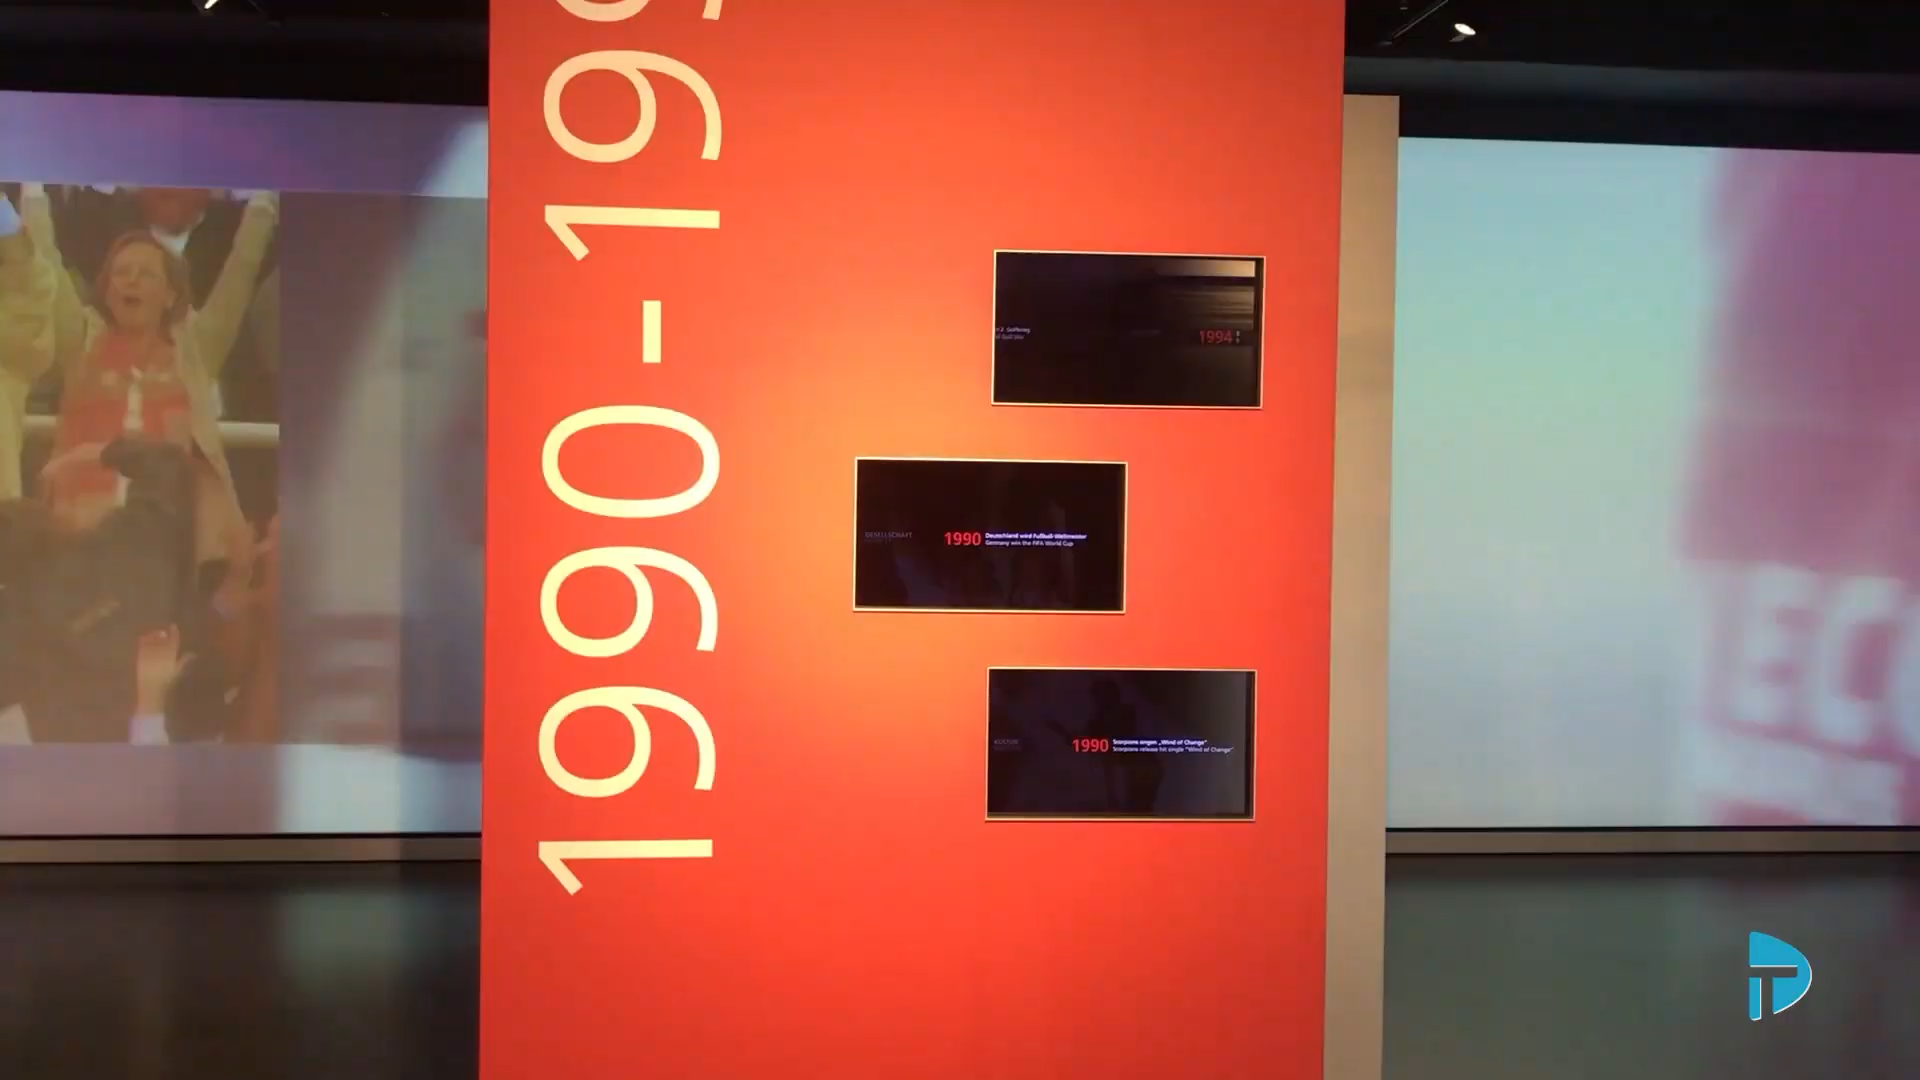 1990-199
1994
GESELLSCHAFT
1990 Deutschland wird Fußball-Weltmeister
Germany win the FIFA World Cup
KULTUR
1990 Scorpions singen „Wind of Change“
Scorpions release hit single "Wind of Change"
EC